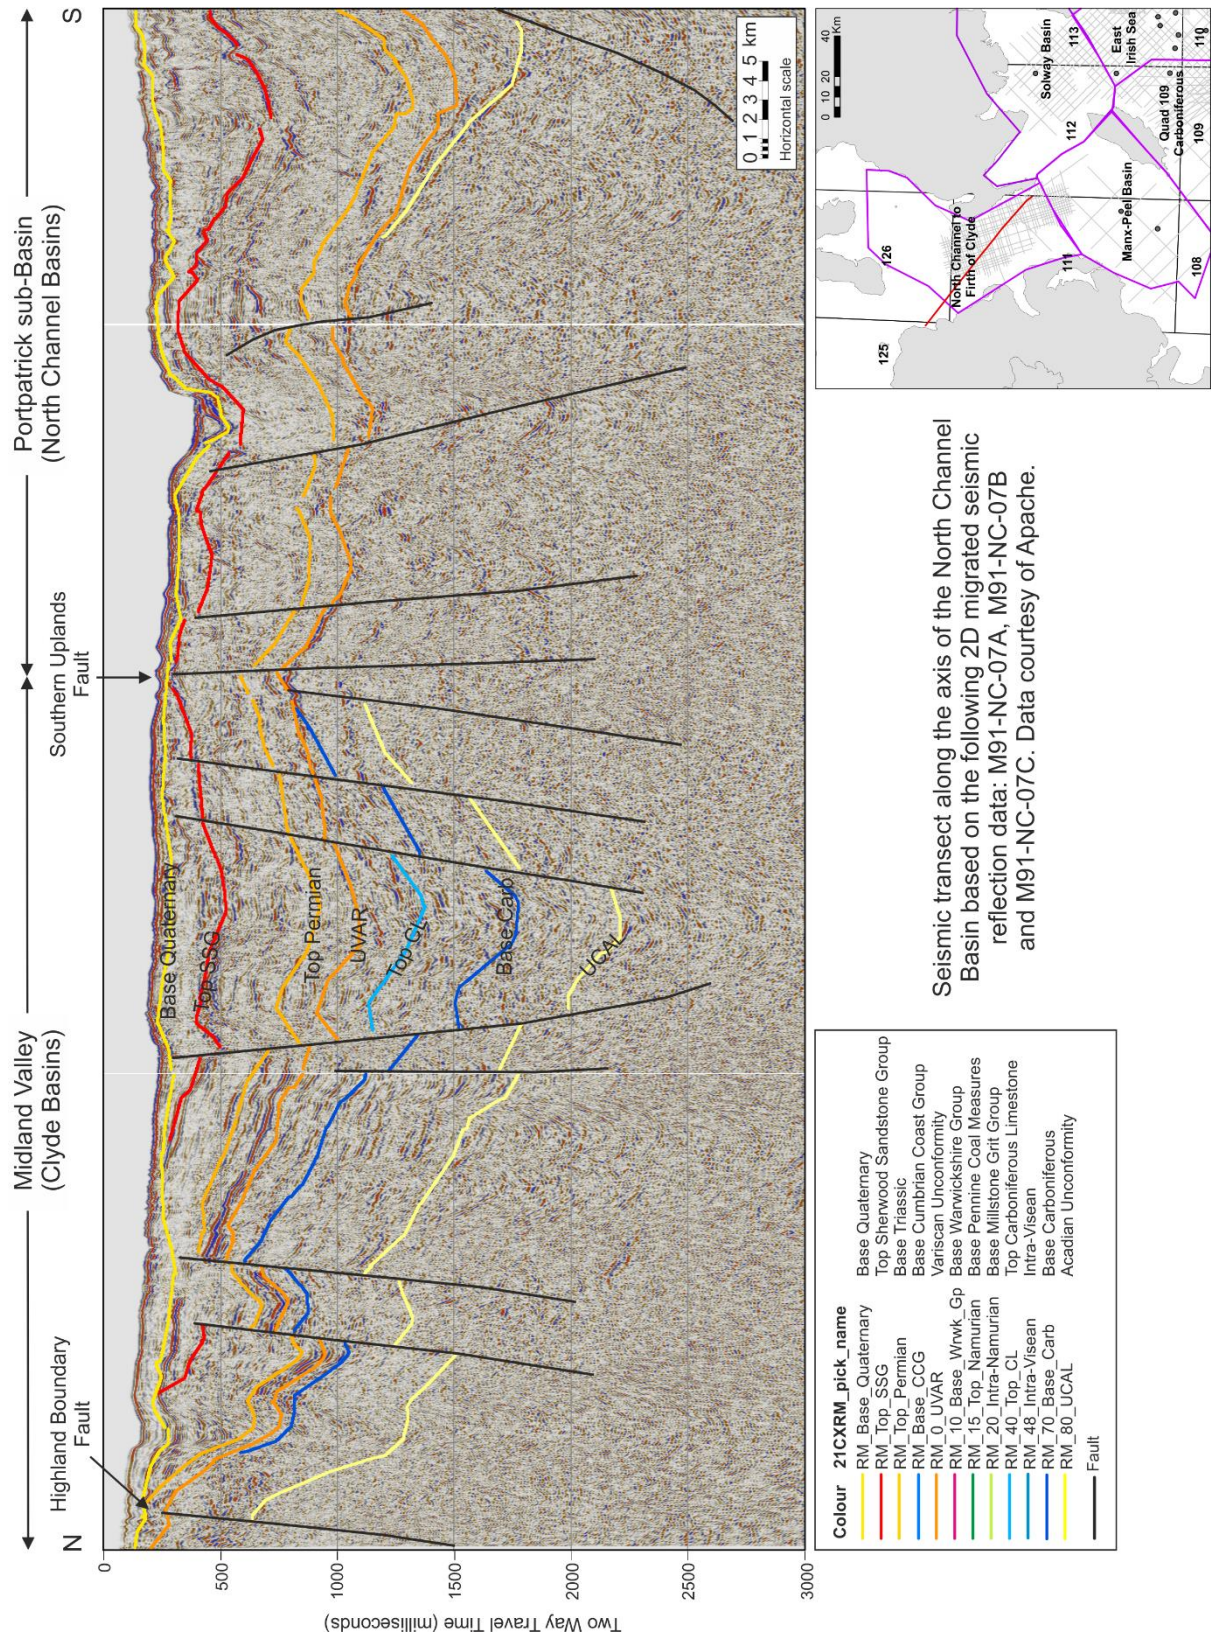 Midland Valley
(Clyde Basins)
Portpatrick sub-Basin
(North Channel Basins)
Highland Boundary
Fault
Southern Uplands
Fault
N
S
0
500
1000
1500
2000
2500
3000
Two Way Travel Time (milliseconds)
Base Quaternary
Top SSG
Top Permian
UVAR
Top CL
Base Carb
UCAL
0 1 2 3 4 5 km
Horizontal scale
Colour 21CXRM_pick_name
RM_Base_Quaternary Base Quaternary
RM_Top_SSG Top Sherwood Sandstone Group
RM_Top_Permian Base Triassic
RM_Base_CCG Base Cumbrian Coast Group
RM_0_UVAR Variscan Unconformity
RM_10_Base_Wrwk_Gp Base Warwickshire Group
RM_15_Top_Namurian Base Pennine Coal Measures
RM_20_Intra-Namurian Base Millstone Grit Group
RM_40_Top_CL Top Carboniferous Limestone
RM_48_Intra-Visean Intra-Visean
RM_70_Base_Carb Base Carboniferous
RM_80_UCAL Acadian Unconformity
Fault
Seismic transect along the axis of the North Channel
Basin based on the following 2D migrated seismic
reflection data: M91-NC-07A, M91-NC-07B
and M91-NC-07C. Data courtesy of Apache.
0 10 20 40
Km
125
126
North Channel to
Firth of Clyde
111
112
Solway Basin
113
East
Irish Sea
Manx-Peel Basin
Quad 109
Carboniferous
108
109
110